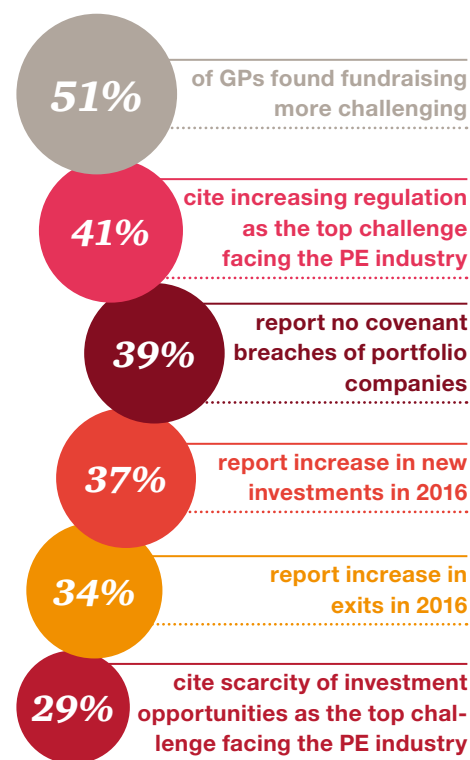 51%
of GPs found fundraising
more challenging
41%
cite increasing regulation
as the top challenge
facing the PE industry
39%
report no covenant
breaches of portfolio
companies
37%
report increase in new
investments in 2016
34%
report increase in
exits in 2016
29%
cite scarcity of investment
opportunities as the top chal-
lenge facing the PE industry